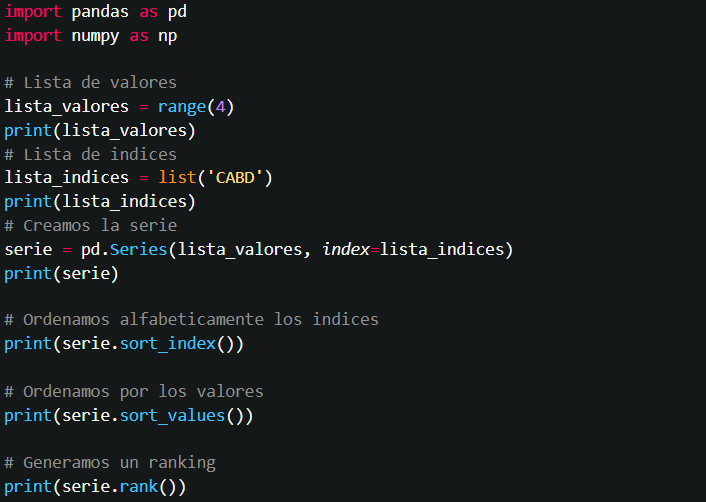 import pandas as pd
import numpy as np
# Lista de valores
lista_valores = range(4)
print(lista_valores)
# Lista de indices
lista_indices = list('CABD')
print(lista_indices)
# Creamos la serie
serie = pd.Series(lista_valores, index=lista_indices)
print(serie)
# Ordenamos alfabeticamente los indices
print(serie.sort_index())
# Ordenamos por los valores
print(serie.sort_values())
# Generamos un ranking
print(serie.rank())